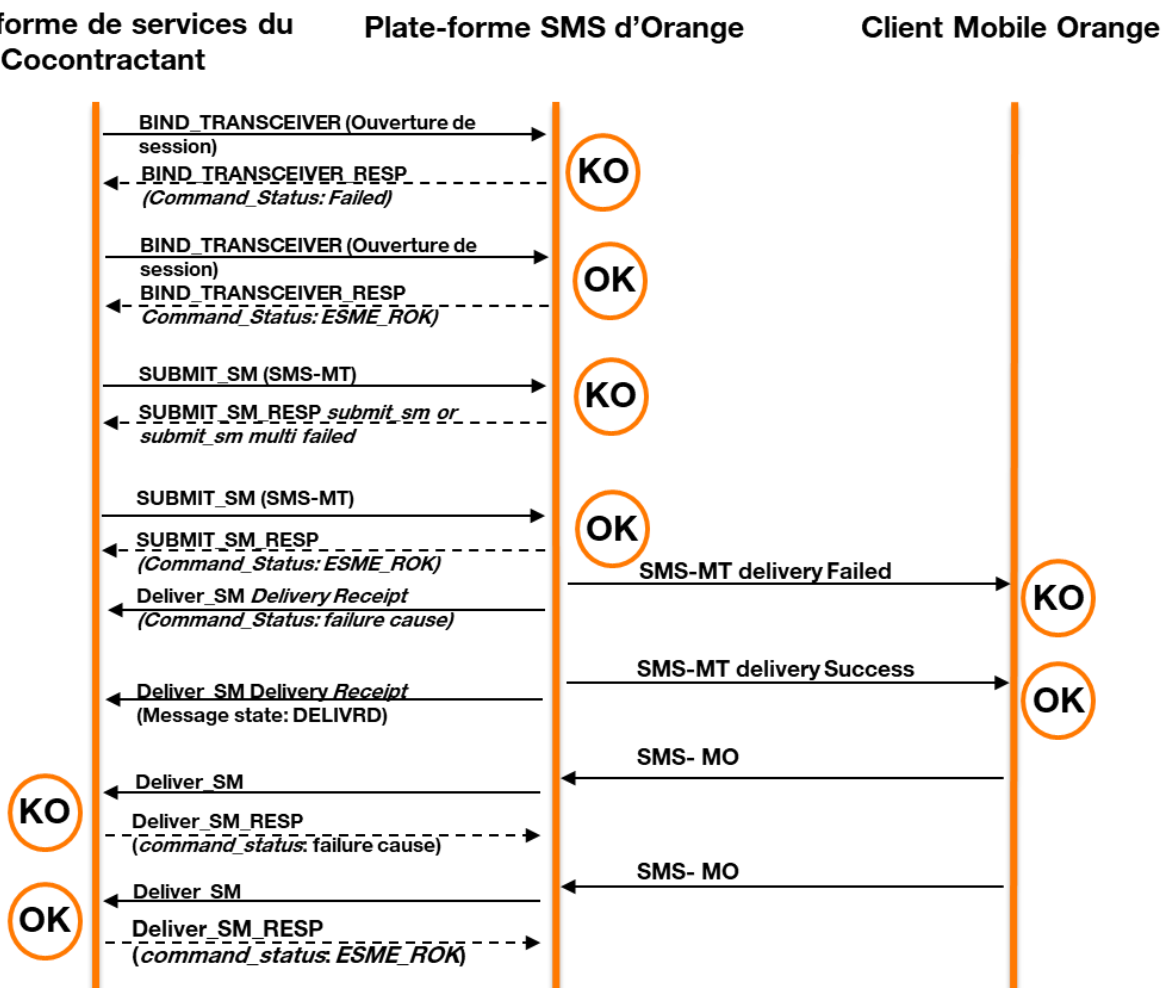 forme de services du
Cocontractant
Plate-forme SMS d'Orange
Client Mobile Orange
BIND_TRANSCEIVER (Ouverture de
session)
BIND_TRANSCEIVER_RESP
(Command_Status: Failed)
KO
BIND_TRANSCEIVER (Ouverture de
session)
BIND_TRANSCEIVER_RESP
Command_Status: ESME_ROK)
OK
SUBMIT_SM (SMS-MT)
SUBMIT_SM_RESP submit_sm or
submit_sm multi failed
KO
SUBMIT_SM (SMS-MT)
SUBMIT_SM_RESP
(Command_Status: ESME_ROK)
OK
SMS-MT delivery Failed
KO
Deliver_SM Delivery Receipt
(Command_Status: failure cause)
SMS-MT delivery Success
OK
Deliver_SM Delivery Receipt
(Message state: DELIVRD)
SMS- MO
Deliver_SM
KO
Deliver_SM_RESP
(command_status: failure cause)
SMS- MO
Deliver_SM
OK
Deliver_SM_RESP
(command_status: ESME_ROK)